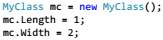 MyClass mc = new MyClass();
mc.Length = 1;
mc.Width = 2;